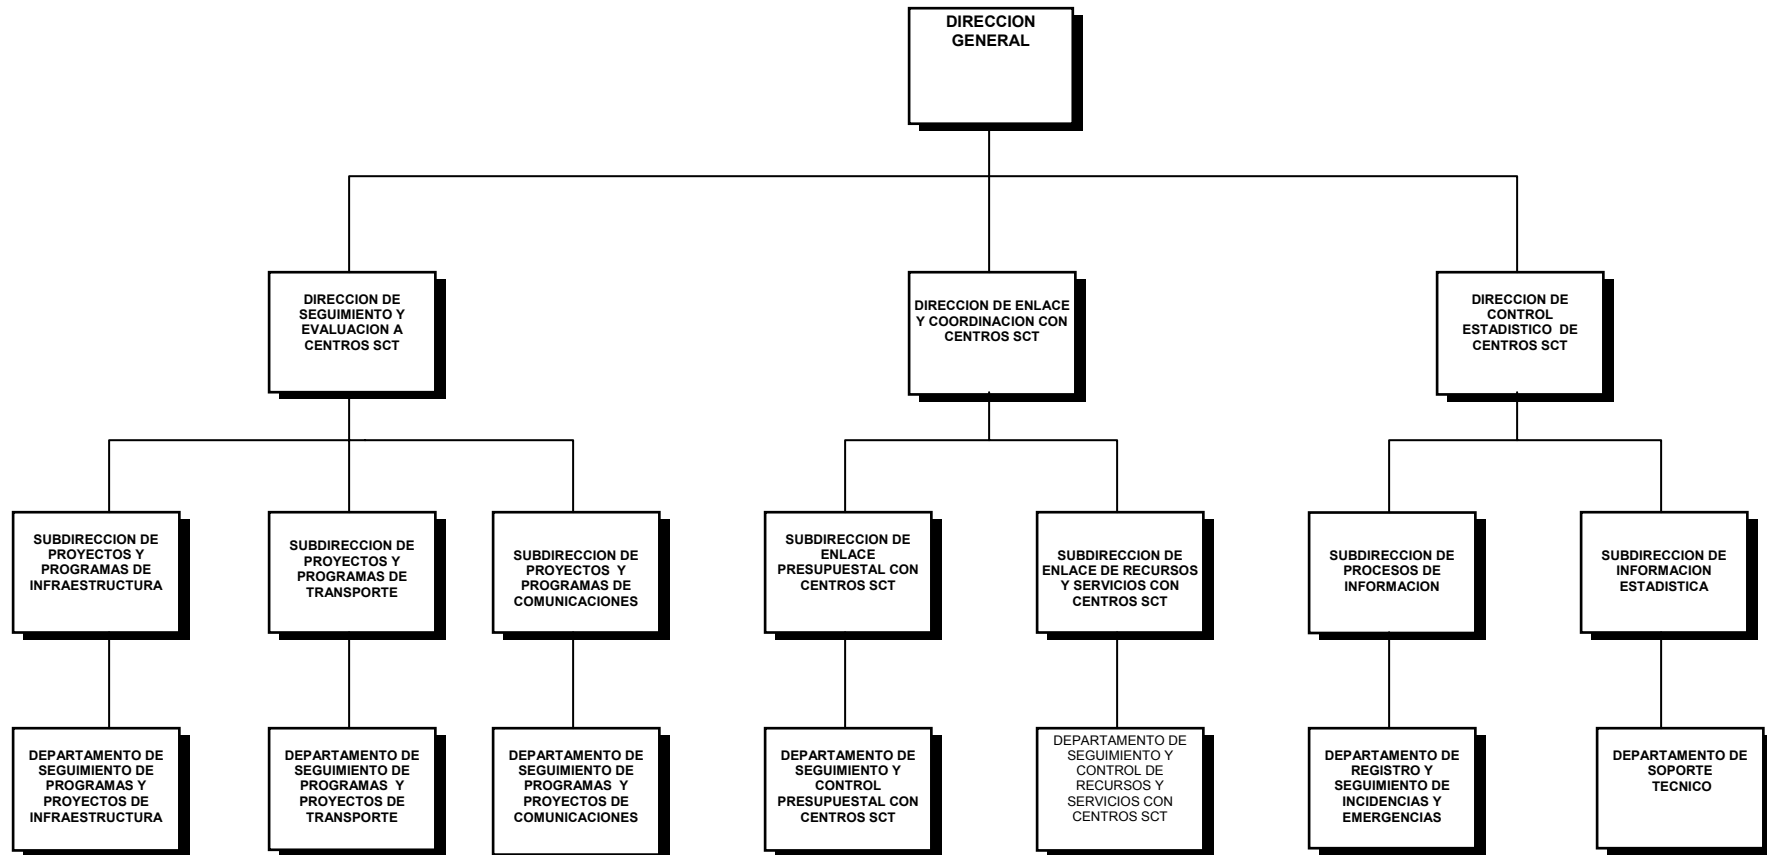 DIRECCION
GENERAL
DIRECCION DE
SEGUIMIENTO Y
EVALUACION A
CENTROS SCT
DIRECCION DE ENLACE
Y COORDINACION CON
CENTROS SCT
DIRECCION DE
CONTROL
ESTADISTICO DE
CENTROS SCT
SUBDIRECCION DE
PROYECTOS Y
PROGRAMAS DE
INFRAESTRUCTURA
SUBDIRECCION DE
PROYECTOS Y
PROGRAMAS DE
TRANSPORTE
SUBDIRECCION DE
PROYECTOS Y
PROGRAMAS DE
COMUNICACIONES
SUBDIRECCION DE
ENLACE
PRESUPUESTAL CON
CENTROS SCT
SUBDIRECCION DE
ENLACE DE RECURSOS
Y SERVICIOS CON
CENTROS SCT
SUBDIRECCION DE
PROCESOS DE
INFORMACION
SUBDIRECCION DE
INFORMACION
ESTADISTICA
DEPARTAMENTO DE
SEGUIMIENTO DE
PROGRAMAS Y
PROYECTOS DE
INFRAESTRUCTURA
DEPARTAMENTO DE
SEGUIMIENTO DE
PROGRAMAS Y
PROYECTOS DE
TRANSPORTE
DEPARTAMENTO DE
SEGUIMIENTO DE
PROGRAMAS Y
PROYECTOS DE
COMUNICACIONES
DEPARTAMENTO DE
SEGUIMIENTO Y
CONTROL
PRESUPUESTAL CON
CENTROS SCT
DEPARTAMENTO DE
SEGUIMIENTO Y
CONTROL DE
RECURSOS Y
SERVICIOS CON
CENTROS SCT
DEPARTAMENTO DE
REGISTRO Y
SEGUIMIENTO DE
INCIDENCIAS Y
EMERGENCIAS
DEPARTAMENTO DE
SOPORTE
TECNICO